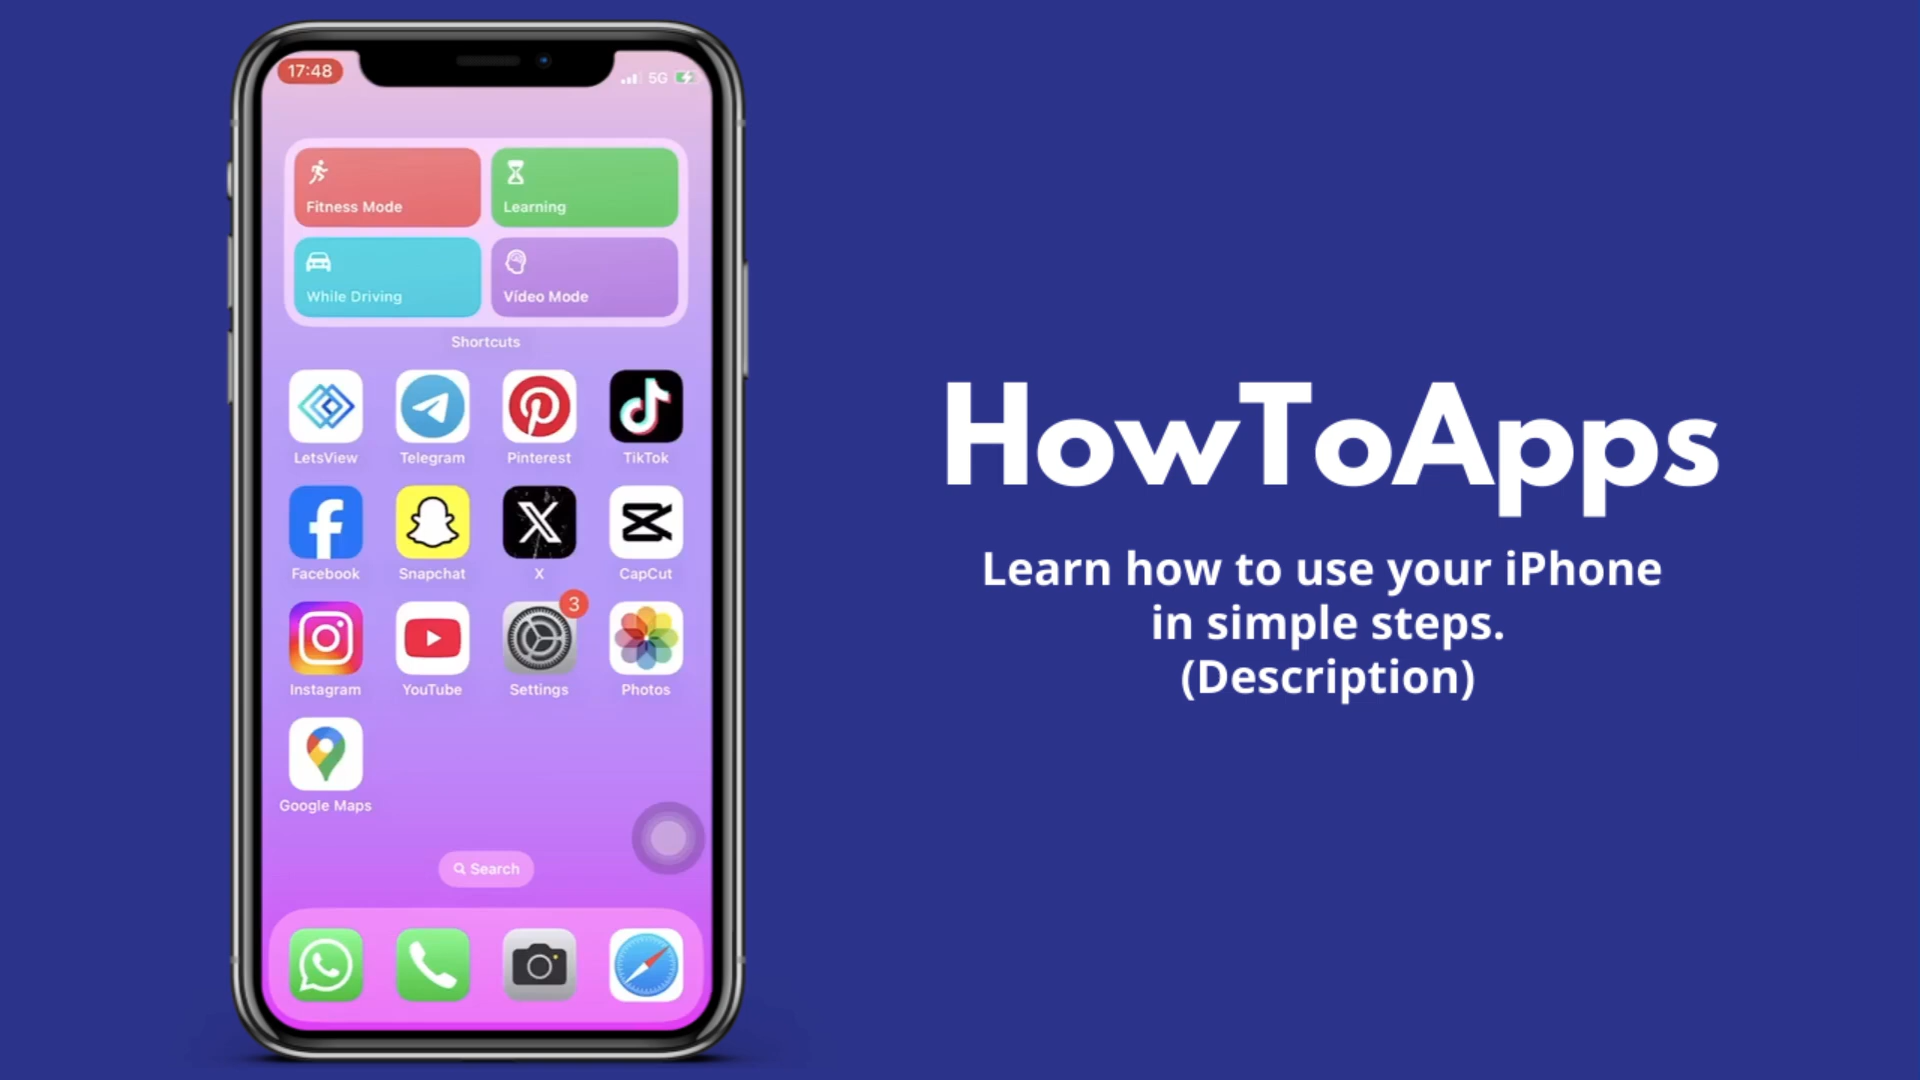 17:48
5G
Fitness Mode
Learning
While Driving
Vídeo Mode
Shortcuts
LetsView
Telegram
Pinterest
TikTok
Facebook
Snapchat
X
CapCut
3
Instagram
YouTube
Settings
Photos
Google Maps
Search
HowToApps
Learn how to use your iPhone
in simple steps.
(Description)